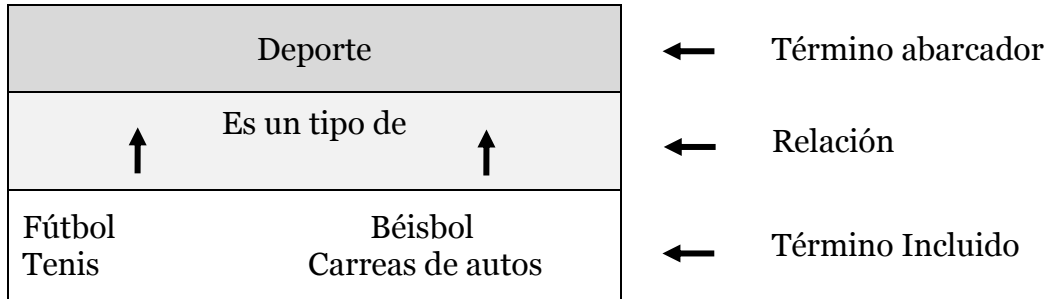 Deporte
Término abarcador
Es un tipo de
Relación
Fútbol Béisbol
Tenis Carreas de autos
Término Incluido